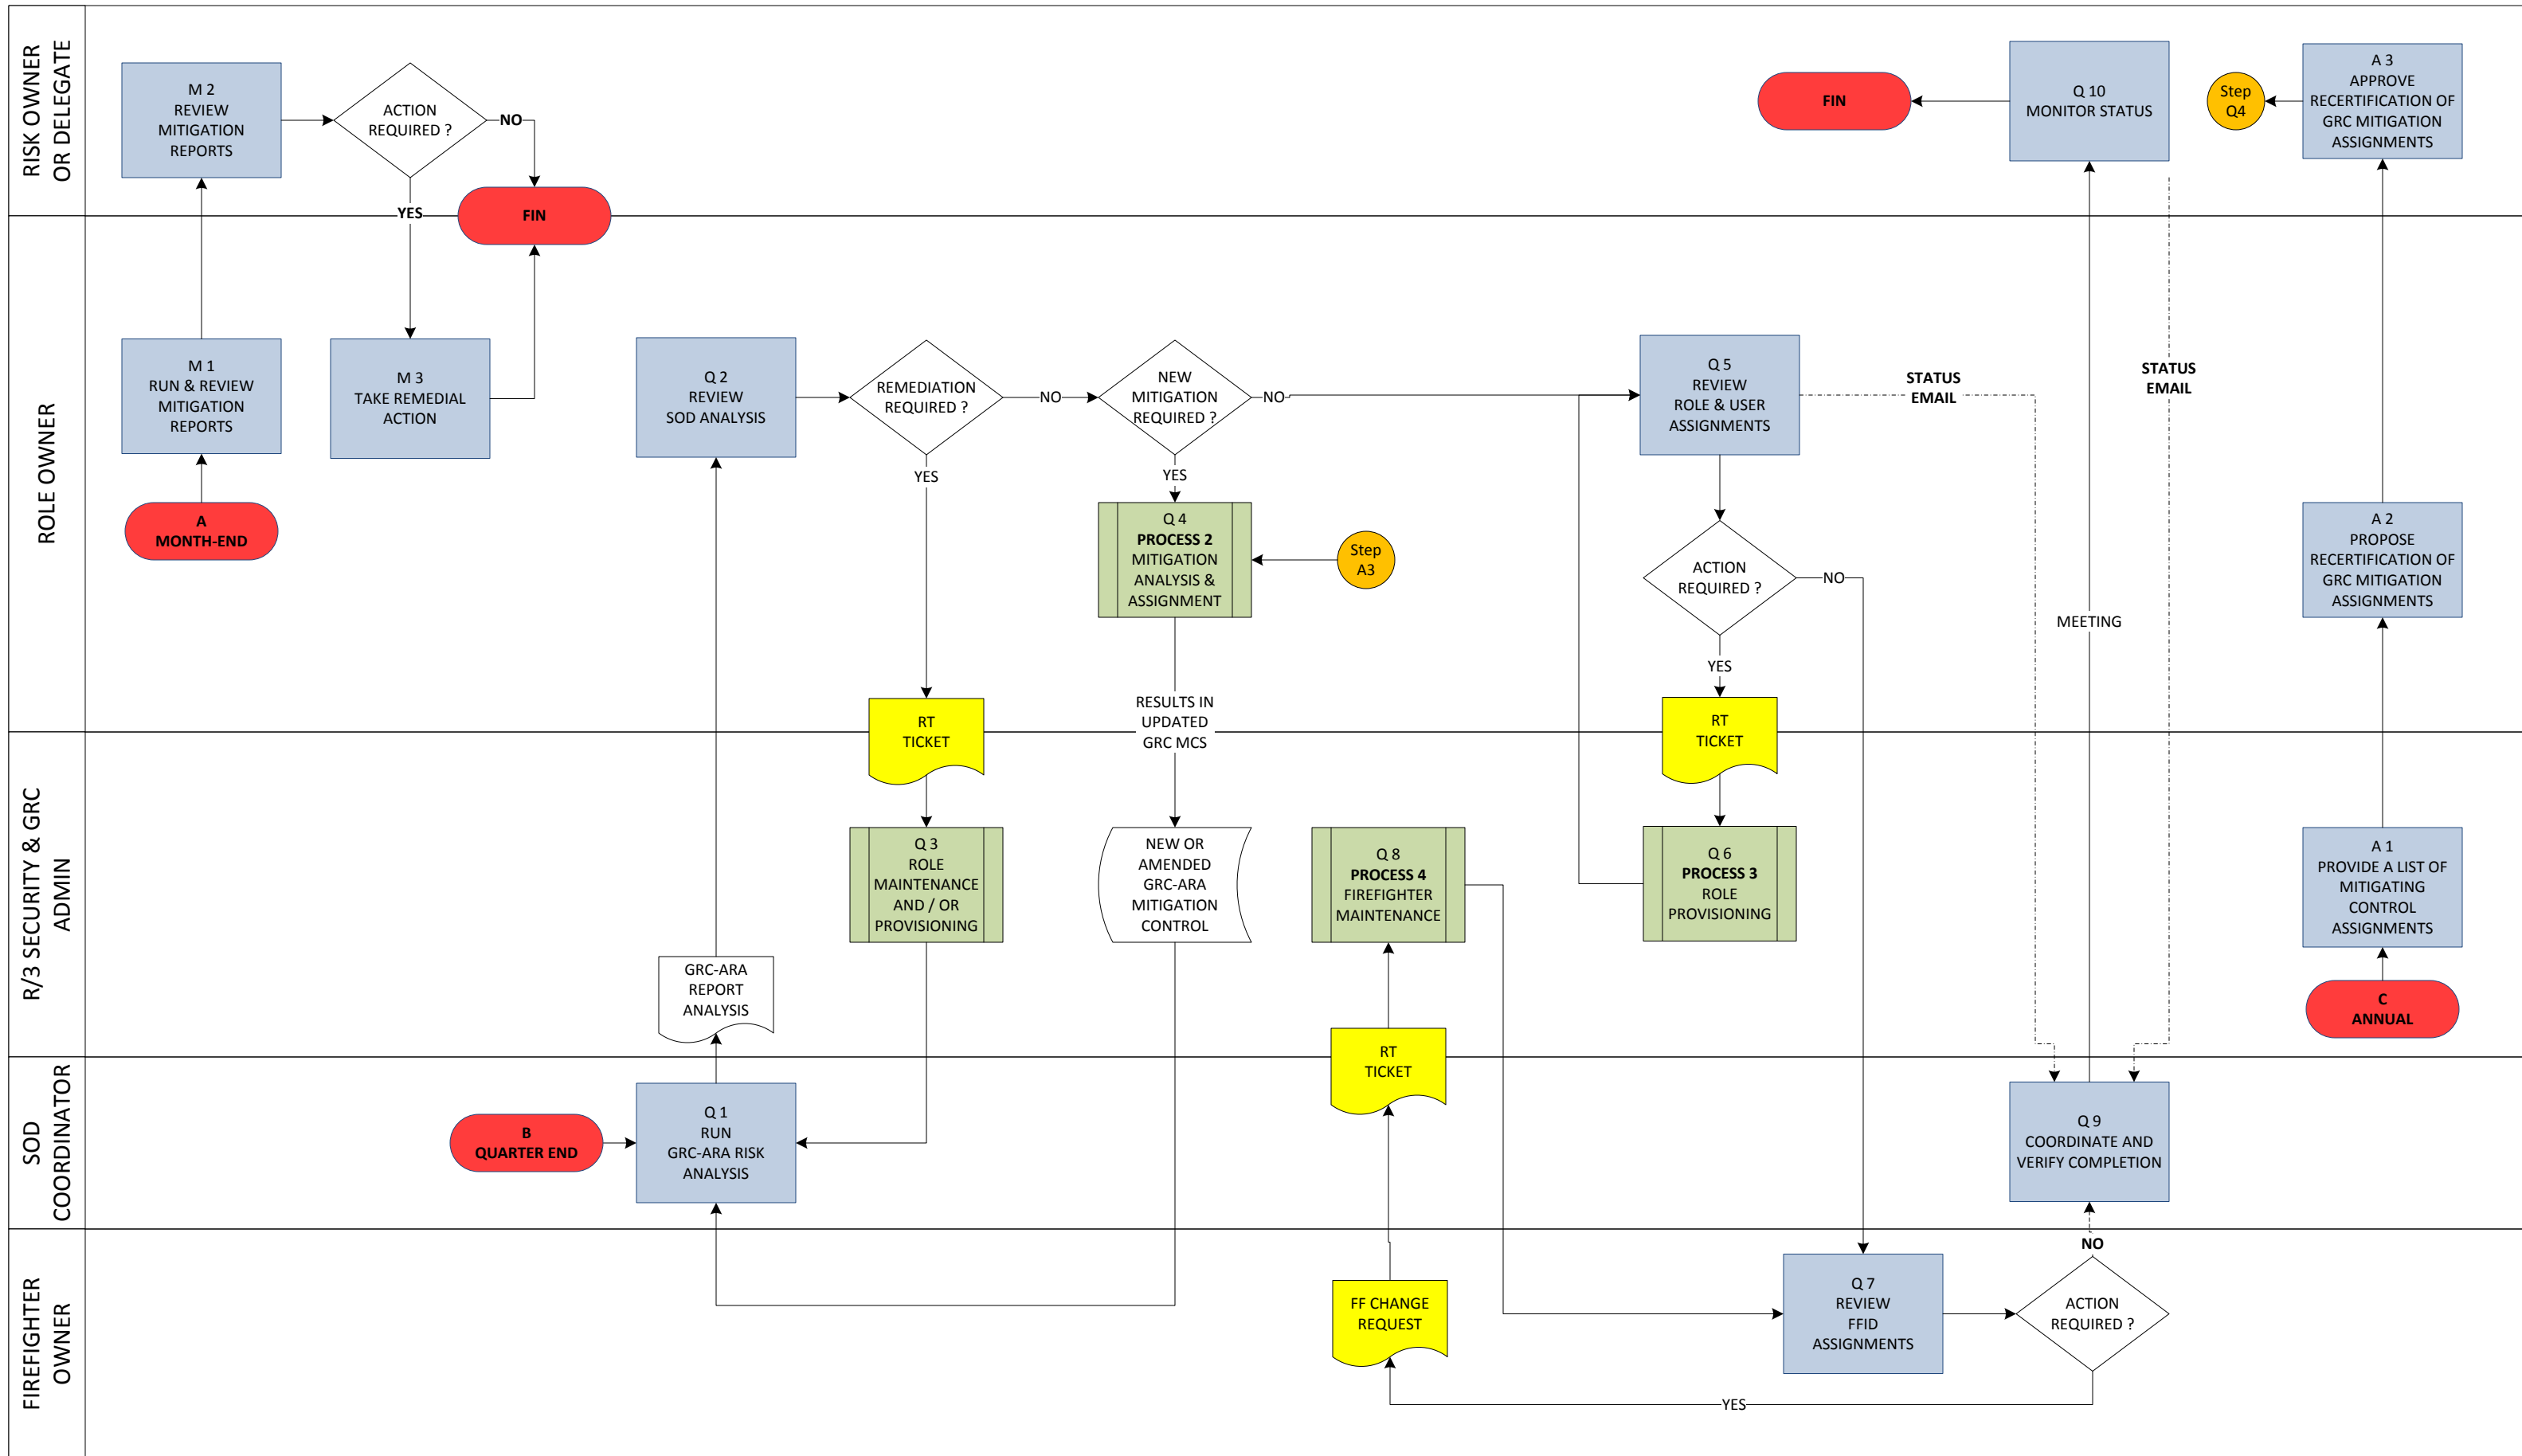 RISK OWNER
OR DELEGATE
M 2
REVIEW
MITIGATION
REPORTS
ACTION
REQUIRED ?
NO
YES
FIN
FIN
Q 10
MONITOR STATUS
Step
Q4
A 3
APPROVE
RECERTIFICATION OF
GRC MITIGATION
ASSIGNMENTS
ROLE OWNER
M 1
RUN & REVIEW
MITIGATION
REPORTS
A
MONTH-END
M 3
TAKE REMEDIAL
ACTION
Q 2
REVIEW
SOD ANALYSIS
REMEDIATION
REQUIRED ?
NO
YES
NEW
MITIGATION
REQUIRED ?
NO
YES
Q 4
PROCESS 2
MITIGATION
ANALYSIS &
ASSIGNMENT
Step
A3
Q 5
REVIEW
ROLE & USER
ASSIGNMENTS
STATUS
EMAIL
STATUS
EMAIL
ACTION
REQUIRED ?
NO
YES
MEETING
A 2
PROPOSE
RECERTIFICATION OF
GRC MITIGATION
ASSIGNMENTS
RT
TICKET
RESULTS IN
UPDATED
GRC MCS
RT
TICKET
R/3 SECURITY & GRC
ADMIN
GRC-ARA
REPORT
ANALYSIS
Q 3
ROLE
MAINTENANCE
AND / OR
PROVISIONING
NEW OR
AMENDED
GRC-ARA
MITIGATION
CONTROL
Q 8
PROCESS 4
FIREFIGHTER
MAINTENANCE
Q 6
PROCESS 3
ROLE
PROVISIONING
A 1
PROVIDE A LIST OF
MITIGATING
CONTROL
ASSIGNMENTS
C
ANNUAL
RT
TICKET
SOD
COORDINATOR
B
QUARTER END
Q 1
RUN
GRC-ARA RISK
ANALYSIS
Q 9
COORDINATE AND
VERIFY COMPLETION
FIREFIGHTER
OWNER
FF CHANGE
REQUEST
Q 7
REVIEW
FFID
ASSIGNMENTS
NO
ACTION
REQUIRED ?
YES